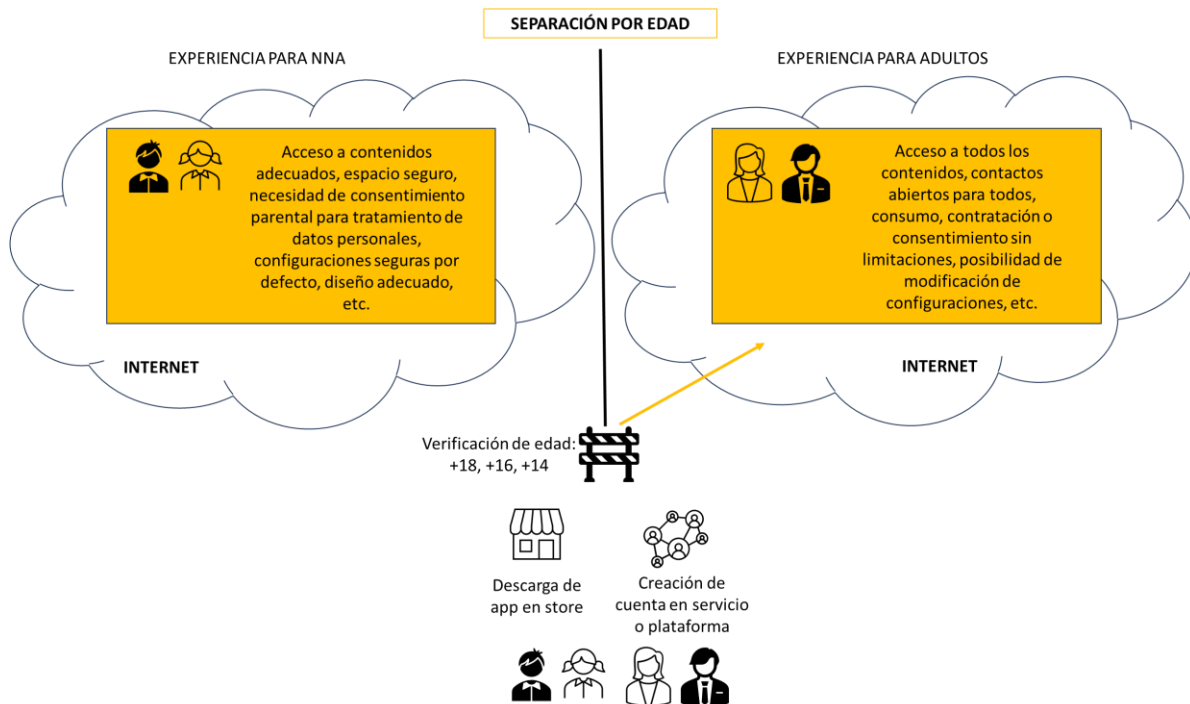 SEPARACIÓN POR EDAD
EXPERIENCIA PARA NNA
Acceso a contenidos
adecuados, espacio seguro,
necesidad de consentimiento
parental para tratamiento de
datos personales,
configuraciones seguras por
defecto, diseño adecuado,
etc.
INTERNET
EXPERIENCIA PARA ADULTOS
Acceso a todos los
contenidos, contactos
abiertos para todos,
consumo, contratación o
consentimiento sin
limitaciones, posibilidad de
modificación de
configuraciones, etc.
INTERNET
Verificación de edad:
+18, +16, +14
Descarga de
app en store
Creación de
cuenta en servicio
o plataforma